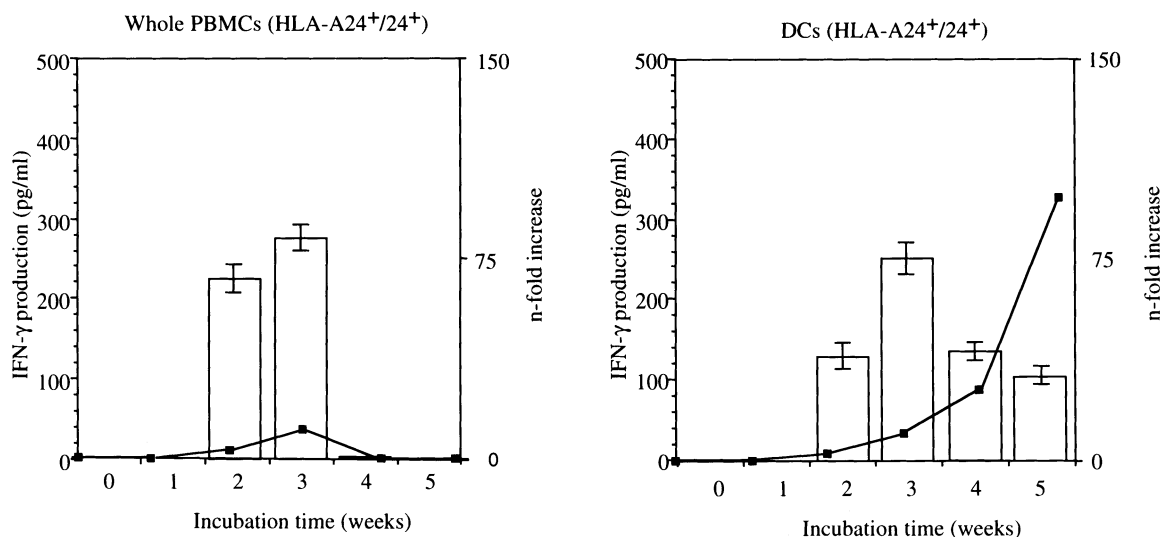 Whole PBMCs (HLA-A24+/24+)
500
400
300
200
100
0
150
75
0
IFN-γ production (pg/ml)
n-fold increase
0 1 2 3 4 5
Incubation time (weeks)
DCs (HLA-A24+/24+)
500
400
300
200
100
0
150
75
0
IFN-γ production (pg/ml)
n-fold increase
0 1 2 3 4 5
Incubation time (weeks)